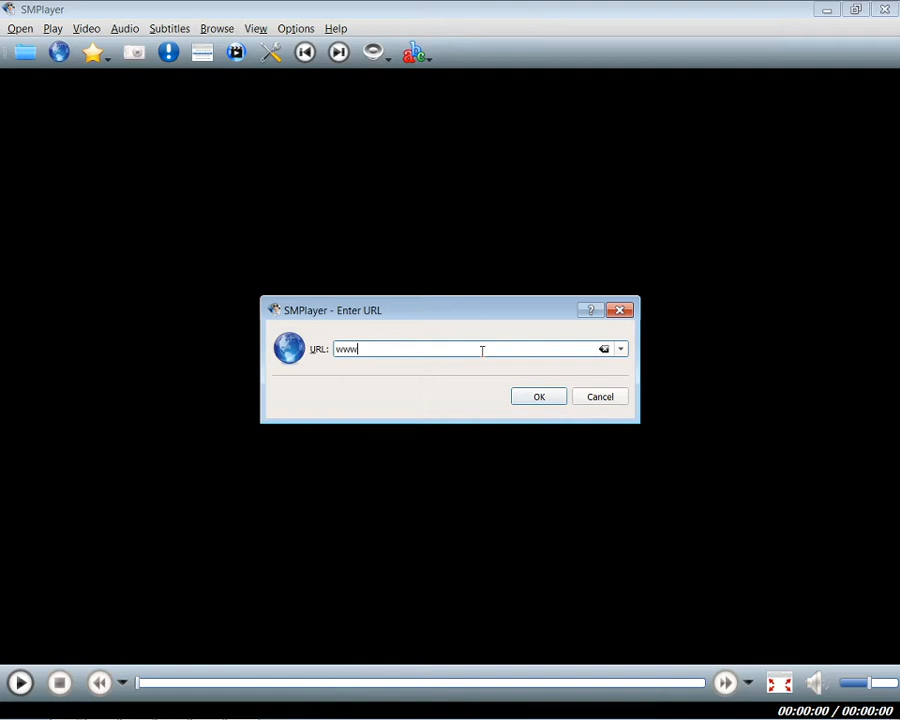 SMPlayer
Open Play Video Audio Subtitles Browse View Options Help
abc
SMPlayer - Enter URL
?
URL: www
OK Cancel
00:00:00 / 00:00:00